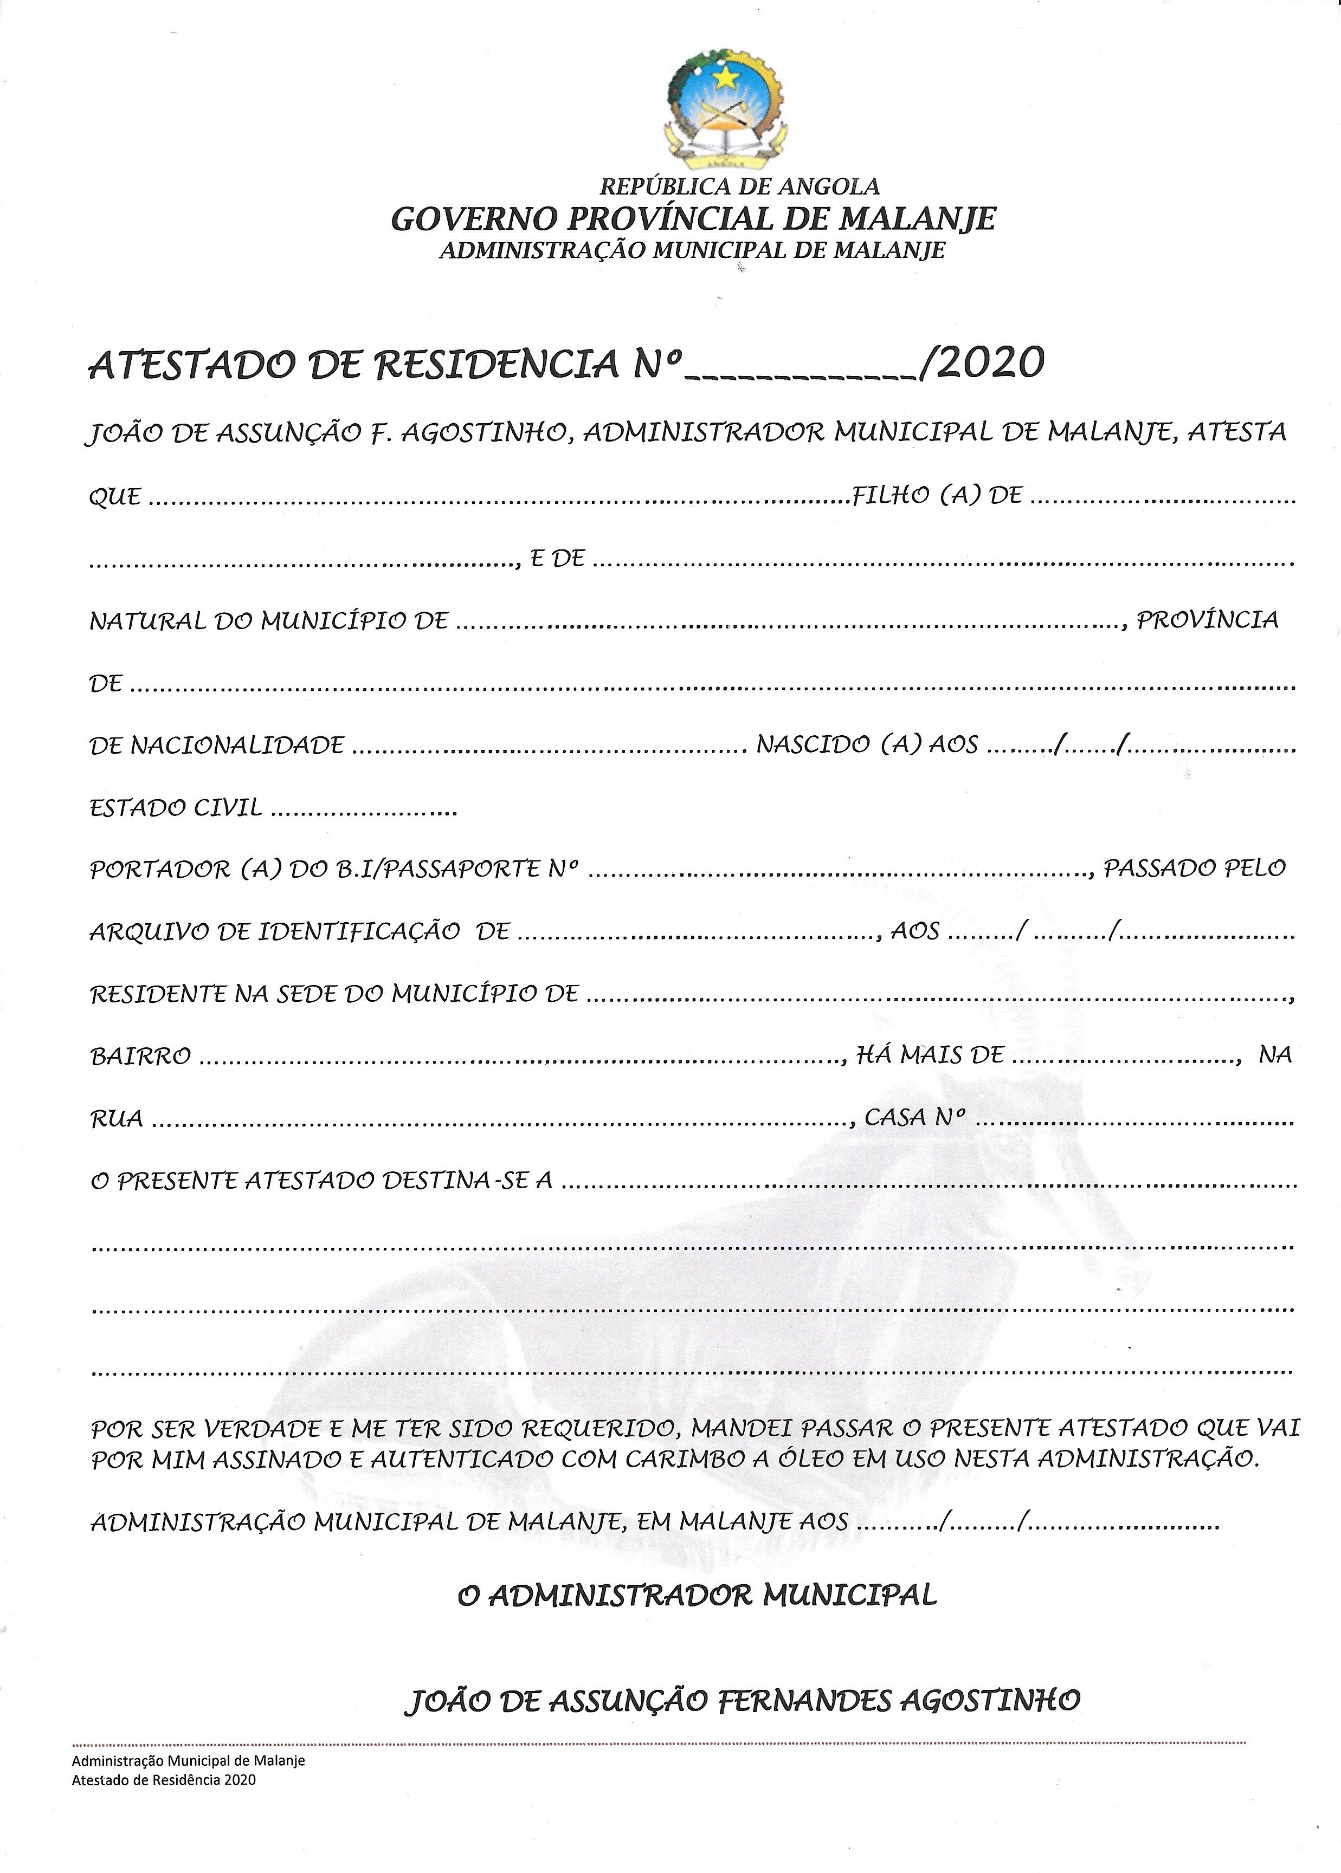 ANGOLA
REPÚBLICA DE ANGOLA
GOVERNO PROVÍNCIAL DE MALANJE
ADMINISTRAÇÃO MUNICIPAL DE MALANJE
ATESTADO DE RESIDENCIA Nº_____________/2020
JOÃO DE ASSUNÇÃO F. AGOSTINHO, ADMINISTRADOR MUNICIPAL DE MALANJE, ATESTA
QUE ..............................................................................................FILHO (A) DE ....................................
........................................................., E DE ..............................................................................................
NATURAL DO MUNICÍPIO DE ........................................................................................., PROVÍNCIA
DE ............................................................................................................................................................
DE NACIONALIDADE ..................................................... NASCIDO (A) AOS ........./....../.......................
ESTADO CIVIL .........................
PORTADOR (A) DO B.I/PASSAPORTE Nº ..................................................................., PASSADO PELO
ARQUIVO DE IDENTIFICAÇÃO DE ................................................, AOS ........./ ........../........................
RESIDENTE NA SEDE DO MUNICÍPIO DE ..............................................................................................,
BAIRRO ......................................................................................, HÁ MAIS DE .............................., NA
RUA ............................................................................................., CASA Nº ...........................................
O PRESENTE ATESTADO DESTINA-SE A ...................................................................................................
.................................................................................................................................................................
.................................................................................................................................................................
.................................................................................................................................................................
POR SER VERDADE E ME TER SIDO REQUERIDO, MANDEI PASSAR O PRESENTE ATESTADO QUE VAI
POR MIM ASSINADO E AUTENTICADO COM CARIMBO A ÓLEO EM USO NESTA ADMINISTRAÇÃO.
ADMINISTRAÇÃO MUNICIPAL DE MALANJE, EM MALANJE AOS .........../........./..........................
O ADMINISTRADOR MUNICIPAL
JOÃO DE ASSUNÇÃO FERNANDES AGOSTINHO
Administração Municipal de Malanje
Atestado de Residência 2020